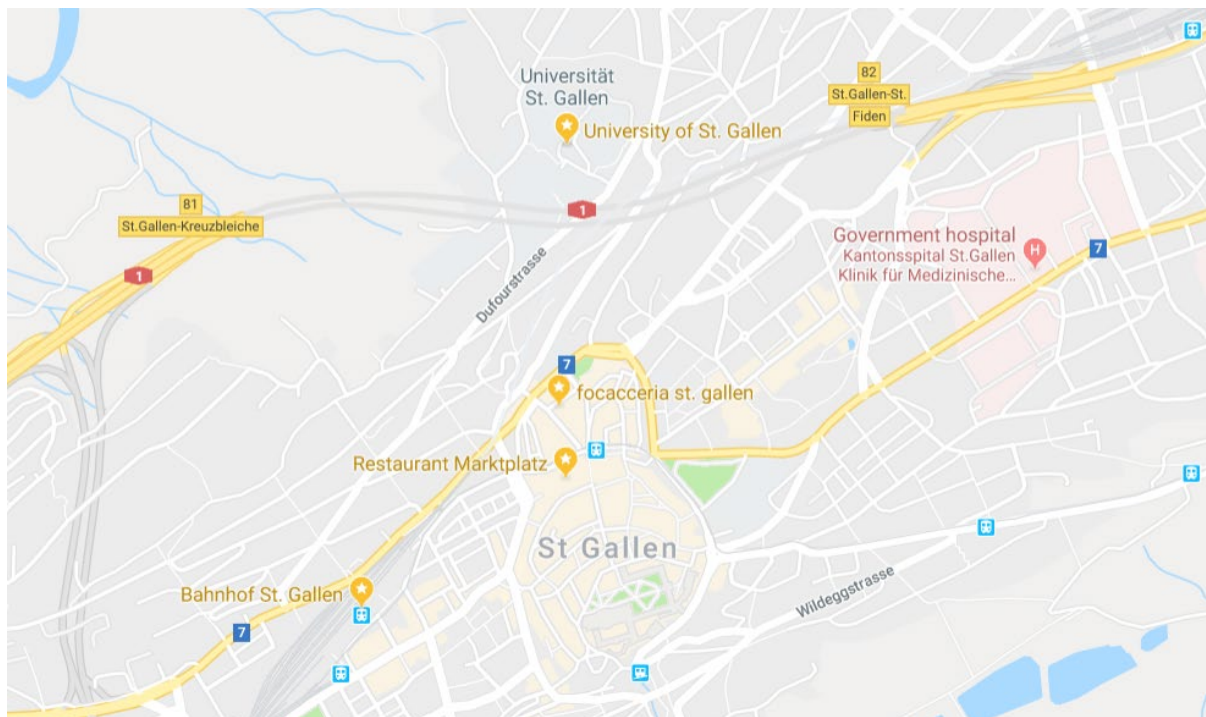 Universität
St. Gallen
University of St. Gallen
82
St.Gallen-St.
Fiden
81
St.Gallen-Kreuzbleiche
1
1
Dufourstrasse
Government hospital
Kantonsspital St.Gallen
Klinik für Medizinische...
H
7
7
focacceria st. gallen
Restaurant Marktplatz
St Gallen
Bahnhof St. Gallen
Wildeggstrasse
7